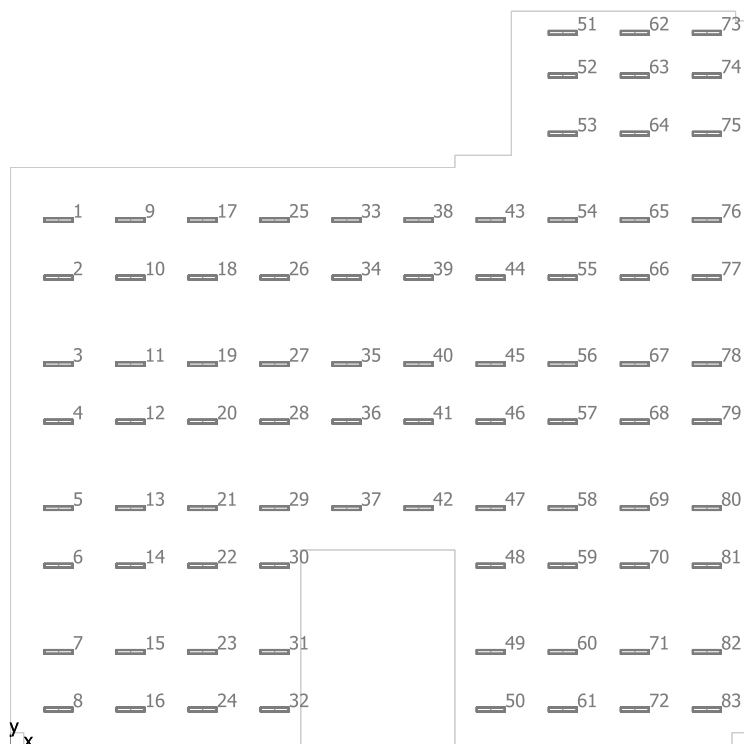 51 62 73
52 63 74
53 64 75
1 9 17 25 33 38 43 54 65 76
2 10 18 26 34 39 44 55 66 77
3 11 19 27 35 40 45 56 67 78
4 12 20 28 36 41 46 57 68 79
5 13 21 29 37 42 47 58 69 80
6 14 22 30 48 59 70 81
7 15 23 31 49 60 71 82
8 16 24 32 50 61 72 83
y
x